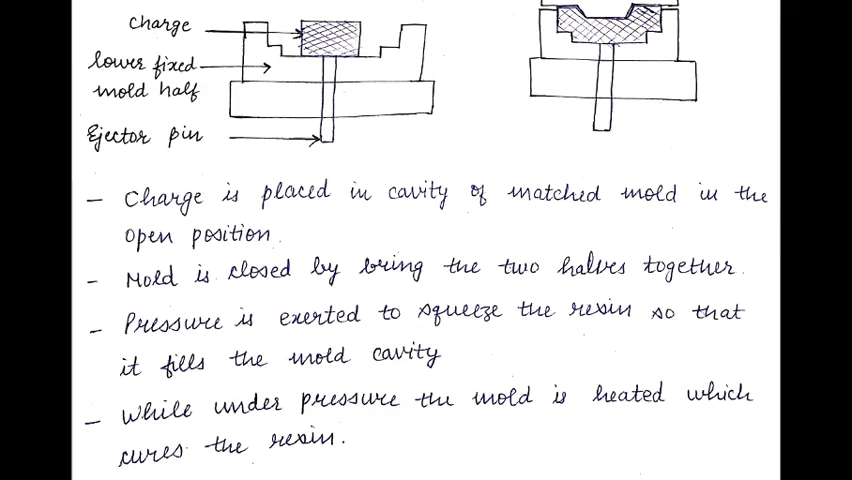 Charge
lower fixed
mold half
Ejector pin
- Charge is placed in cavity of matched mold in the
open position.
- Mold is closed by bring the two halves together.
- Pressure is exerted to squeeze the resin so that
it fills the mold cavity
- While under pressure the mold is heated which
cures the resin.